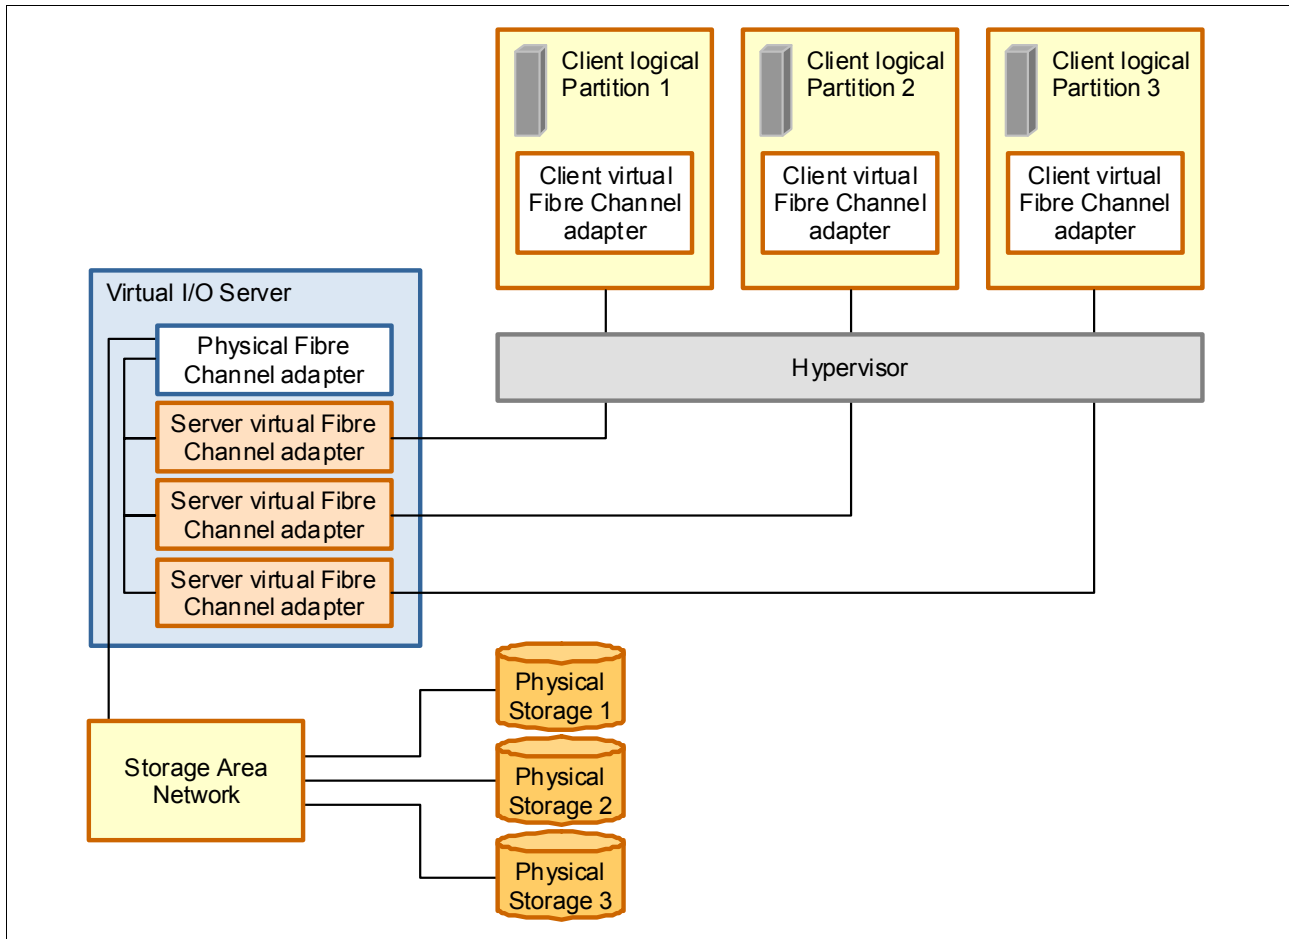 Client logical
Partition 1
Client virtual
Fibre Channel
adapter
Client logical
Partition 2
Client virtual
Fibre Channel
adapter
Client logical
Partition 3
Client virtual
Fibre Channel
adapter
Hypervisor
Virtual I/O Server
Physical Fibre
Channel adapter
Server virtual Fibre
Channel adapter
Server virtual Fibre
Channel adapter
Server virtual Fibre
Channel adapter
Storage Area
Network
Physical
Storage 1
Physical
Storage 2
Physical
Storage 3